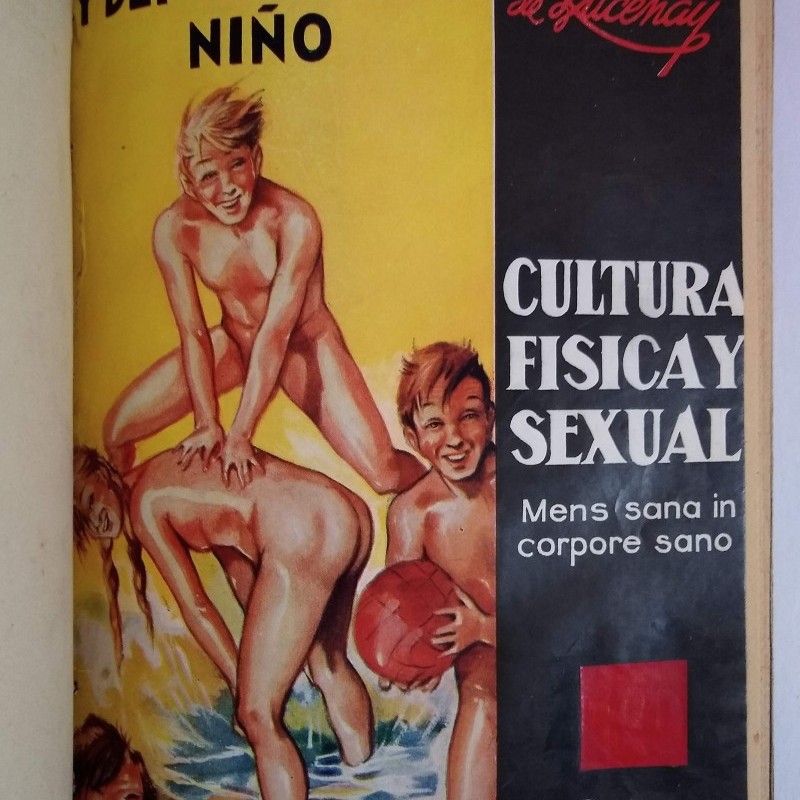 NIÑO
CULTURA
FISICA Y
SEXUAL
Mens sana in
corpore sano